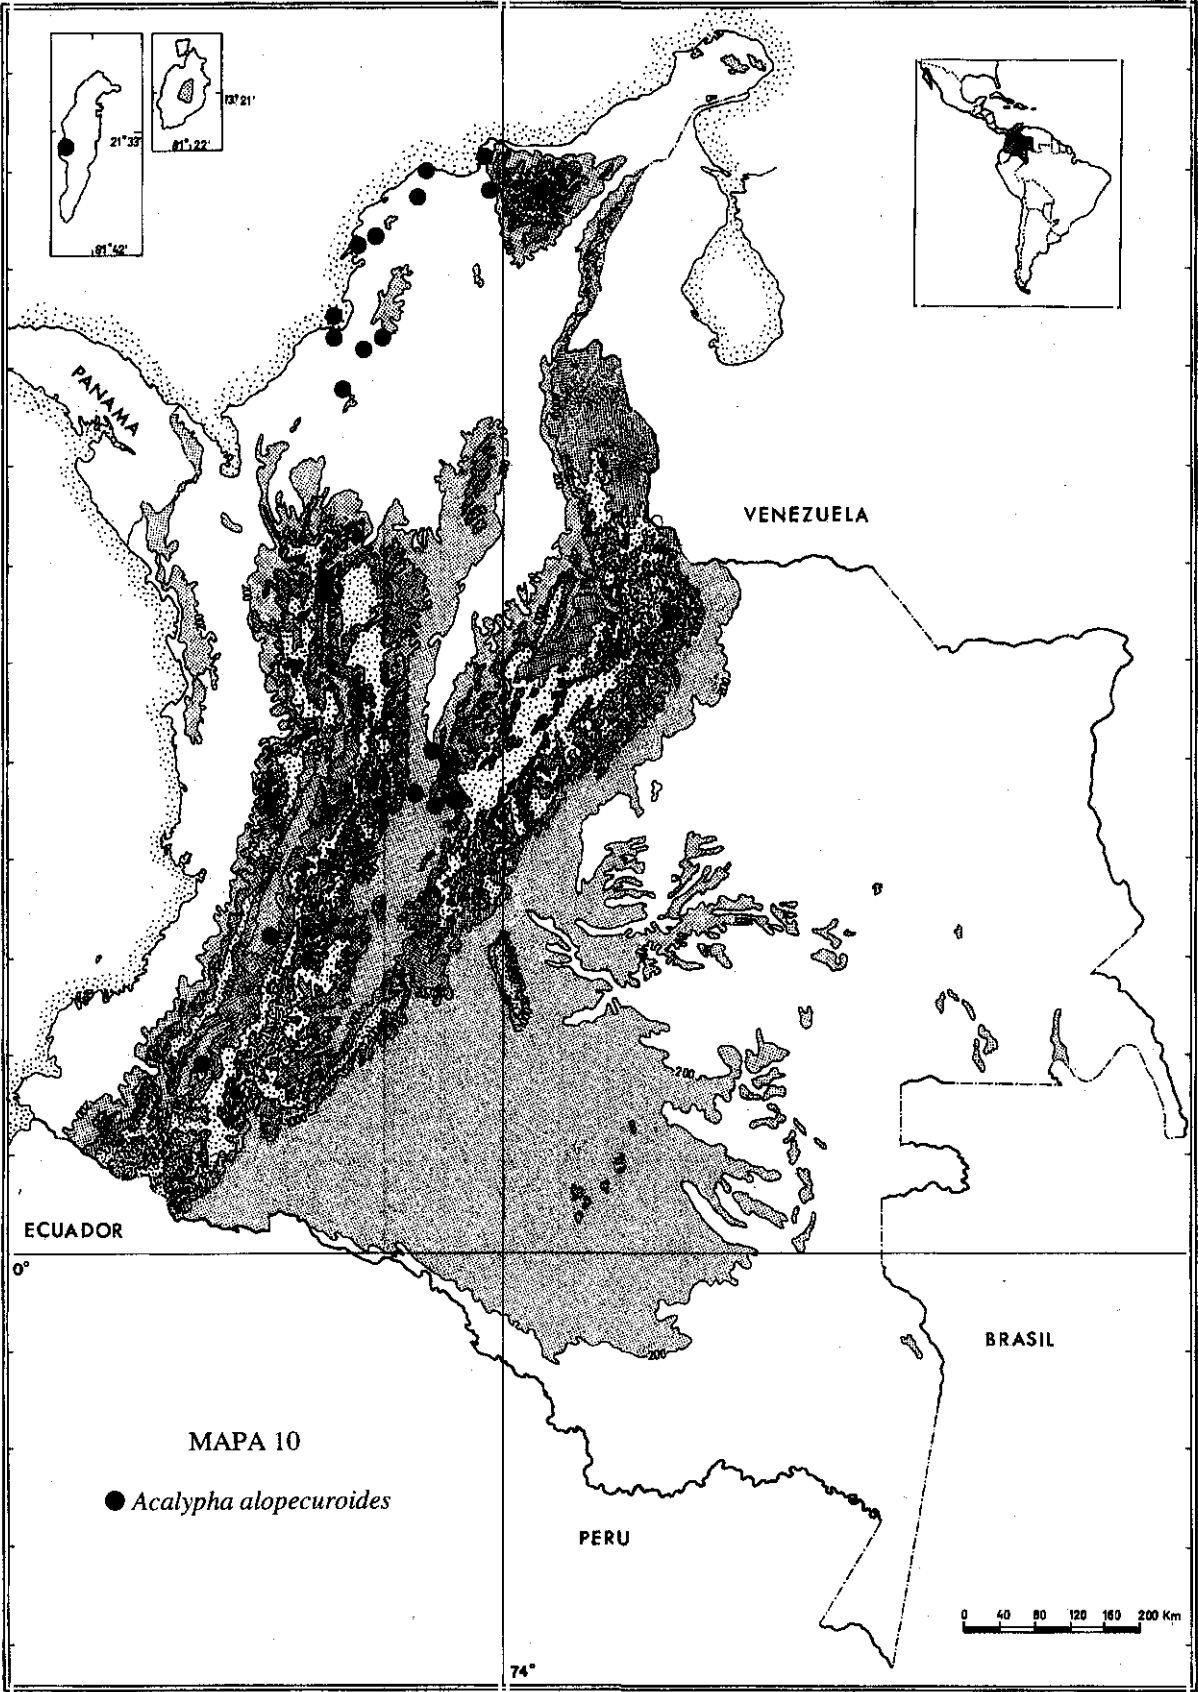 13°21'
21°33'
81°22'
81°42'
PANAMA
VENEZUELA
200
1000
ECUADOR
0°
200
BRASIL
MAPA 10
Acalypha alopecuroides
PERU
0 40 80 120 160 200 Km
74°